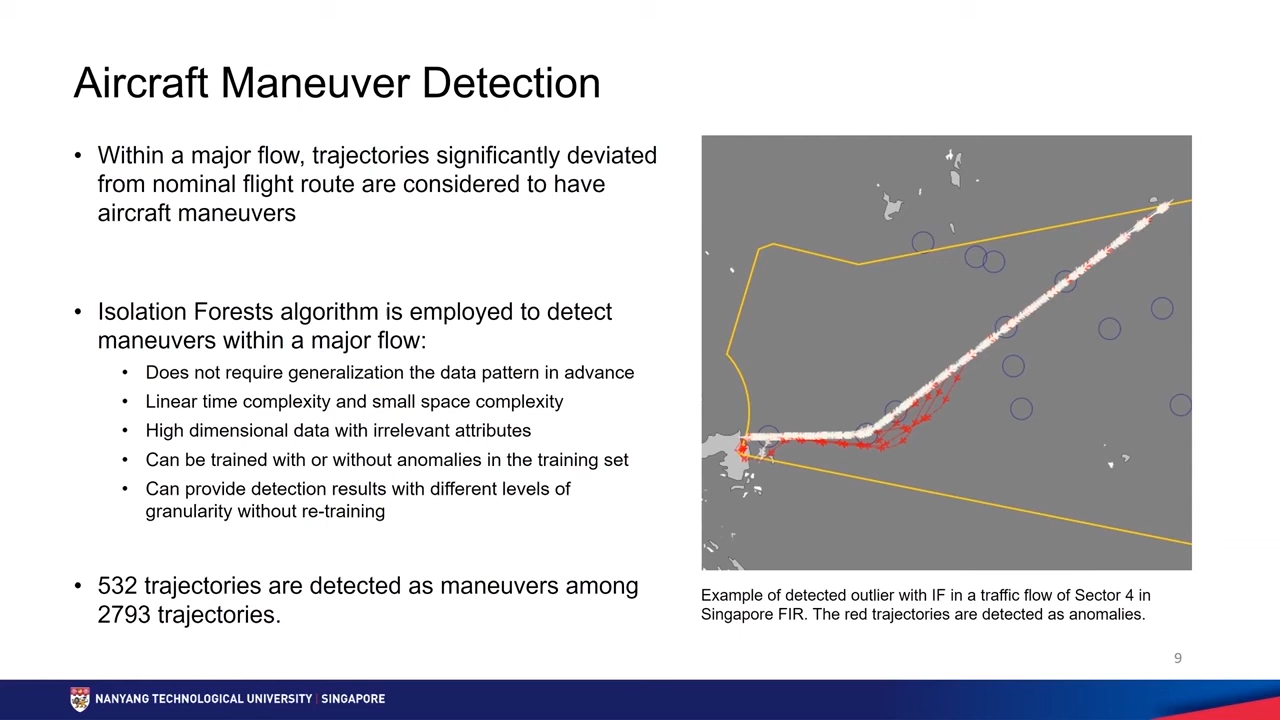 Aircraft Maneuver Detection
• Within a major flow, trajectories significantly deviated
from nominal flight route are considered to have
aircraft maneuvers
• Isolation Forests algorithm is employed to detect
maneuvers within a major flow:
• Does not require generalization the data pattern in advance
• Linear time complexity and small space complexity
• High dimensional data with irrelevant attributes
• Can be trained with or without anomalies in the training set
• Can provide detection results with different levels of
granularity without re-training
• 532 trajectories are detected as maneuvers among
2793 trajectories.
Example of detected outlier with IF in a traffic flow of Sector 4 in
Singapore FIR. The red trajectories are detected as anomalies.
9
NANYANG TECHNOLOGICAL UNIVERSITY | SINGAPORE